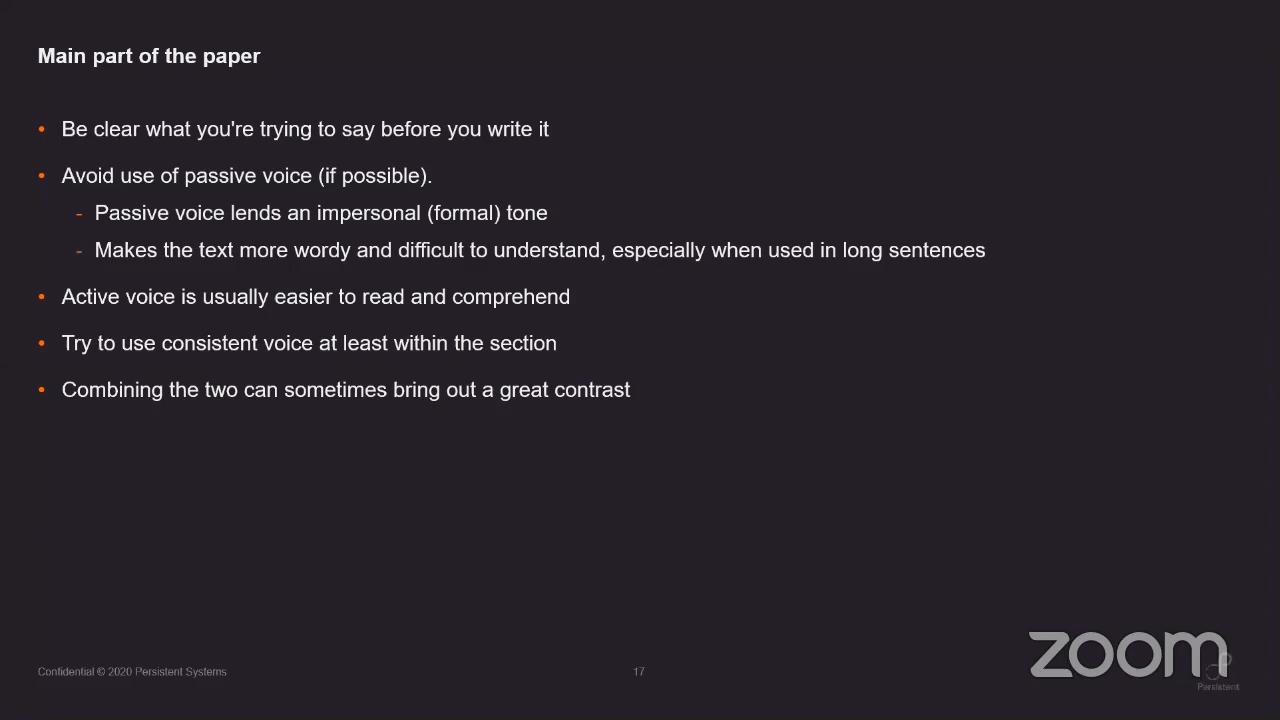 Main part of the paper
• Be clear what you're trying to say before you write it
• Avoid use of passive voice (if possible).
- Passive voice lends an impersonal (formal) tone
- Makes the text more wordy and difficult to understand, especially when used in long sentences
• Active voice is usually easier to read and comprehend
• Try to use consistent voice at least within the section
• Combining the two can sometimes bring out a great contrast
Confidential © 2020 Persistent Systems
17
zoom
Persistent